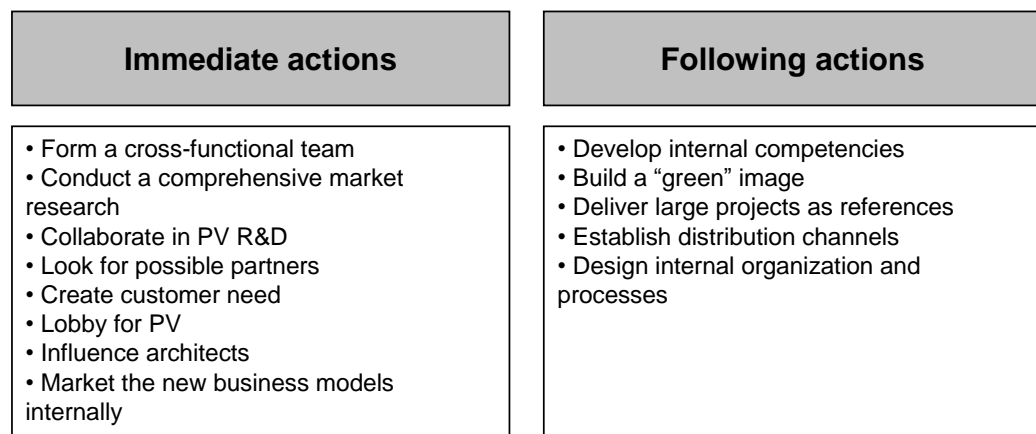 Immediate actions
• Form a cross-functional team
• Conduct a comprehensive market
research
• Collaborate in PV R&D
• Look for possible partners
• Create customer need
• Lobby for PV
• Influence architects
• Market the new business models
internally
Following actions
• Develop internal competencies
• Build a “green” image
• Deliver large projects as references
• Establish distribution channels
• Design internal organization and
processes